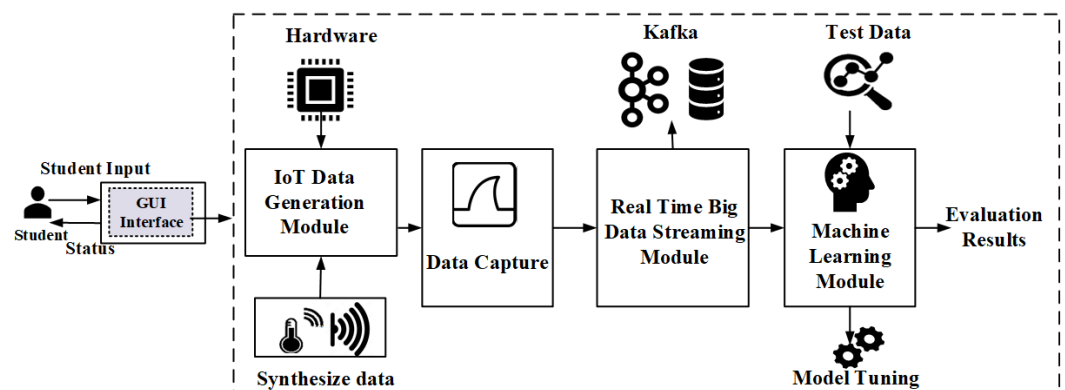 Hardware
Kafka
Test Data
Student Input
GUI
Interface
Student
Status
IoT Data
Generation
Module
Data Capture
Real Time Big
Data Streaming
Module
Machine
Learning
Module
Evaluation
Results
Synthesize data
Model Tuning